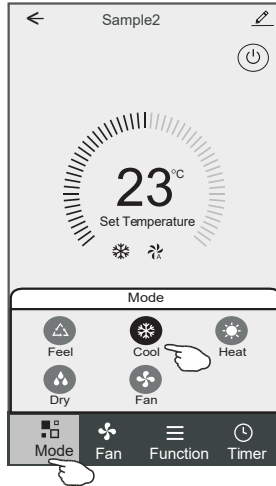 Sample2
23°C
Set Temperature
A
Mode
Feel Cool Heat
Dry Fan
Mode Fan Function Timer